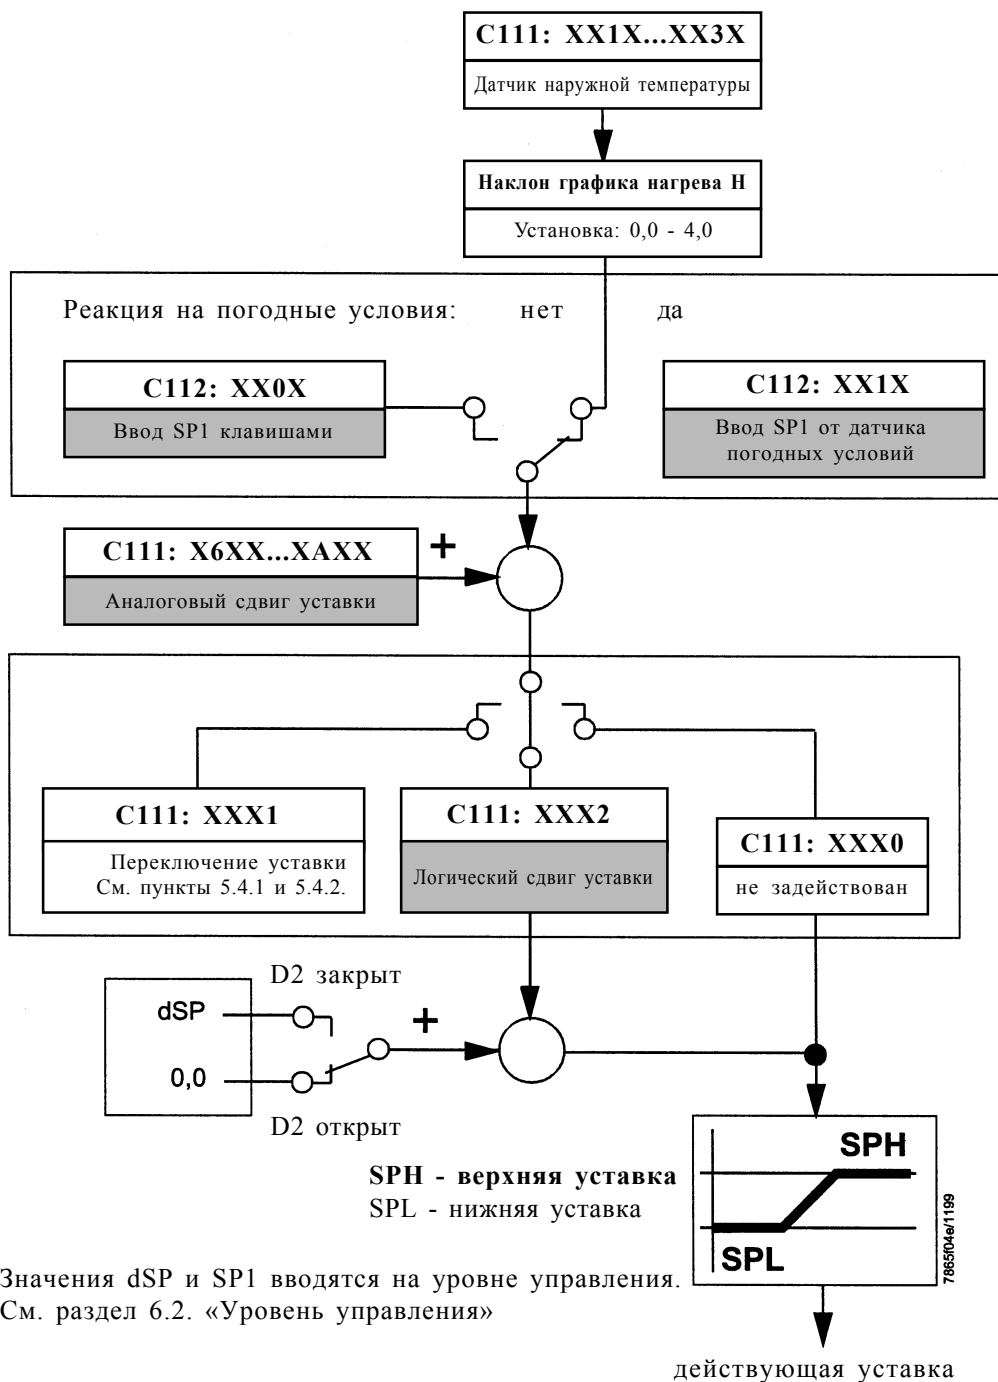 C111: XX1X...XX3X
Датчик наружной температуры
Наклон графика нагрева Н
Установка: 0,0 - 4,0
Реакция на погодные условия: нет да
C112: XX0X
Ввод SP1 клавишами
C112: XX1X
Ввод SP1 от датчика
погодных условий
C111: X6XX...XAXX
+
Аналоговый сдвиг уставки
C111: XXX1
Переключение уставки
См. пункты 5.4.1 и 5.4.2.
C111: XXX2
Логический сдвиг уставки
C111: XXX0
не задействован
D2 закрыт
dSP
+
0,0
D2 открыт
SPH - верхняя уставка
SPL - нижняя уставка
SPH
SPL
7865f04e/1199
Значения dSP и SP1 вводятся на уровне управления.
См. раздел 6.2. «Уровень управления»
действующая уставка